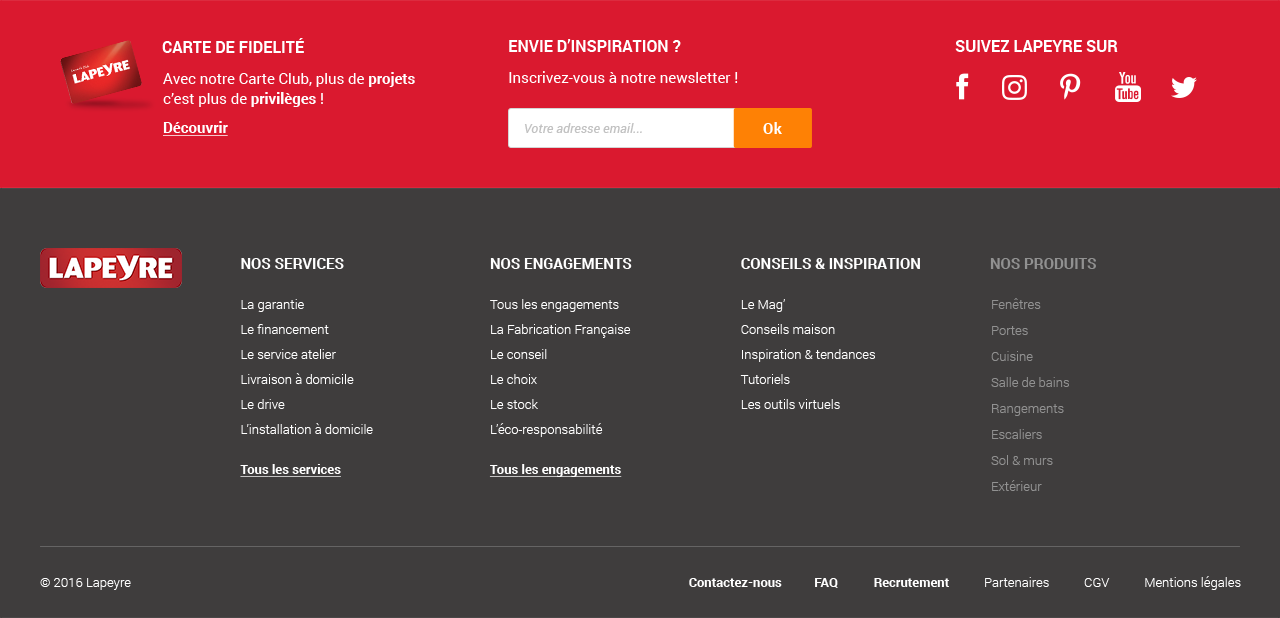 LAPEYRE
CARTE DE FIDELITÉ
Avec notre Carte Club, plus de projets
c’est plus de privilèges !
Découvrir
ENVIE D’INSPIRATION ?
Inscrivez-vous à notre newsletter !
Votre adresse email...
Ok
SUIVEZ LAPEYRE SUR
You
Tube
LAPEYRE
NOS SERVICES
La garantie
Le financement
Le service atelier
Livraison à domicile
Le drive
L’installation à domicile
Tous les services
NOS ENGAGEMENTS
Tous les engagements
La Fabrication Française
Le conseil
Le choix
Le stock
L’éco-responsabilité
Tous les engagements
CONSEILS & INSPIRATION
Le Mag’
Conseils maison
Inspiration & tendances
Tutoriels
Les outils virtuels
NOS PRODUITS
Fenêtres
Portes
Cuisine
Salle de bains
Rangements
Escaliers
Sol & murs
Extérieur
© 2016 Lapeyre
Contactez-nous
FAQ
Recrutement
Partenaires
CGV
Mentions légales